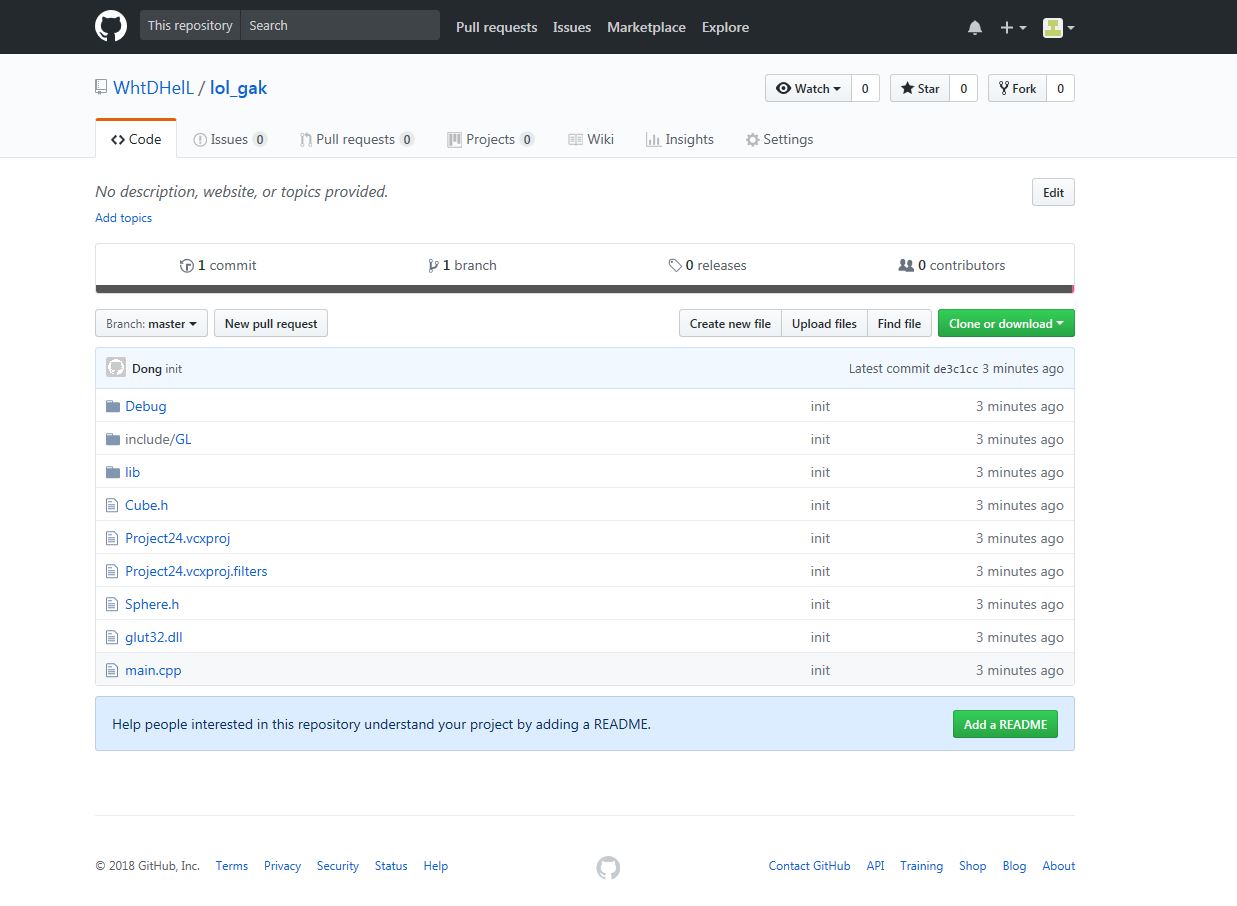 This repository Search Pull requests Issues Marketplace Explore
WhtDHelL / lol_gak Watch 0 Star 0 Fork 0
Code Issues 0 Pull requests 0 Projects 0 Wiki Insights Settings
No description, website, or topics provided. Edit
Add topics
1 commit 1 branch 0 releases 0 contributors
Branch: master New pull request Create new file Upload files Find file Clone or download
Dong init Latest commit de3c1cc 3 minutes ago
Debug init 3 minutes ago
include/GL init 3 minutes ago
lib init 3 minutes ago
Cube.h init 3 minutes ago
Project24.vcxproj init 3 minutes ago
Project24.vcxproj.filters init 3 minutes ago
Sphere.h init 3 minutes ago
glut32.dll init 3 minutes ago
main.cpp init 3 minutes ago
Help people interested in this repository understand your project by adding a README. Add a README
© 2018 GitHub, Inc. Terms Privacy Security Status Help Contact GitHub API Training Shop Blog About